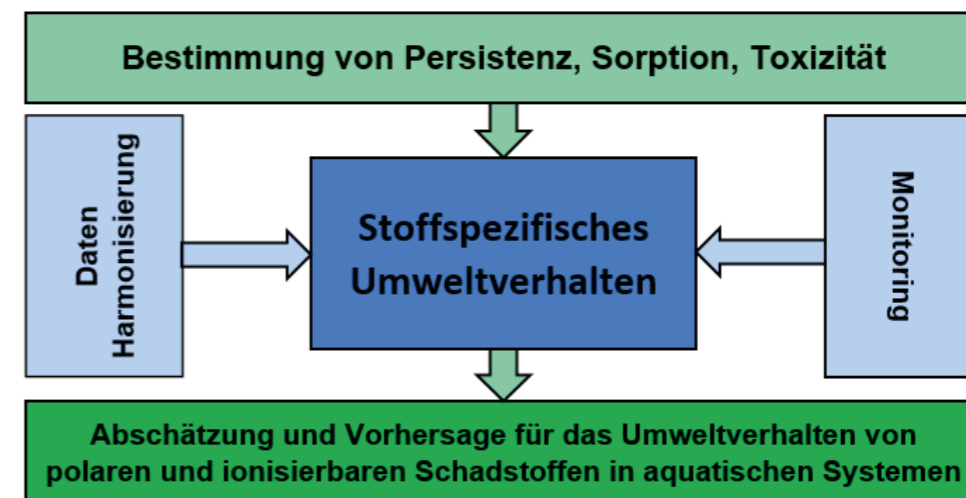 Bestimmung von Persistenz, Sorption, Toxizität
Daten
Harmonisierung
Stoffspezifisches
Umweltverhalten
Monitoring
Abschätzung und Vorhersage für das Umweltverhalten von
polaren und ionisierbaren Schadstoffen in aquatischen Systemen